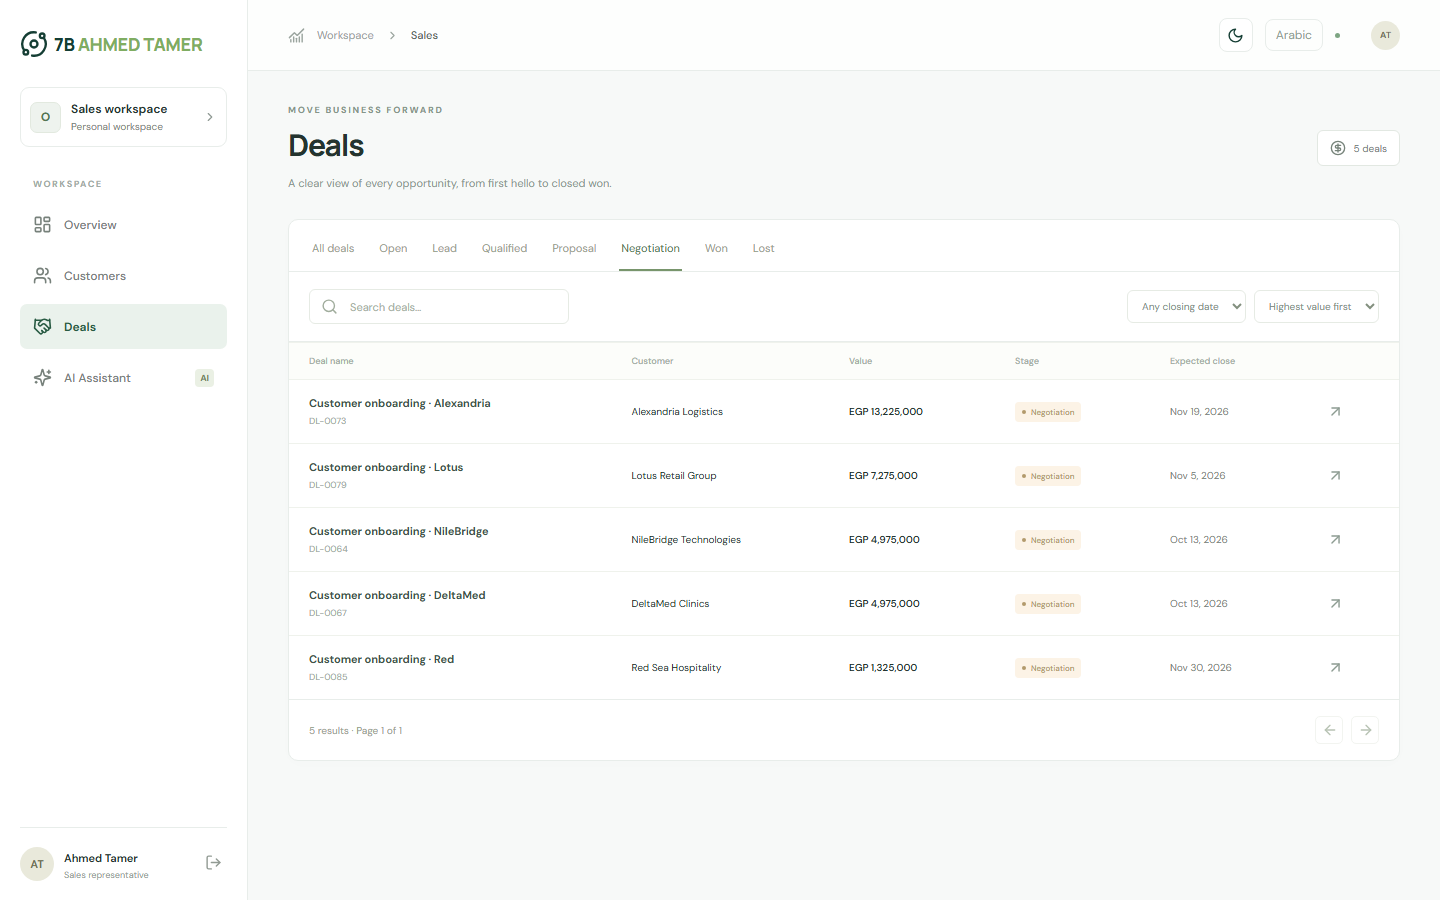 7B AHMED TAMER
O
Sales workspace
Personal workspace
WORKSPACE
Overview
Customers
Deals
AI Assistant
AI
AT
Ahmed Tamer
Sales representative
Workspace
Sales
Arabic
AT
MOVE BUSINESS FORWARD
Deals
A clear view of every opportunity, from first hello to closed won.
5 deals
All deals Open Lead Qualified Proposal Negotiation Won Lost
Search deals...
Any closing date
Highest value first
Deal name Customer Value Stage Expected close
Customer onboarding · Alexandria
DL-0073
Alexandria Logistics EGP 13,225,000 Negotiation Nov 19, 2026
Customer onboarding · Lotus
DL-0079
Lotus Retail Group EGP 7,275,000 Negotiation Nov 5, 2026
Customer onboarding · NileBridge
DL-0064
NileBridge Technologies EGP 4,975,000 Negotiation Oct 13, 2026
Customer onboarding · DeltaMed
DL-0067
DeltaMed Clinics EGP 4,975,000 Negotiation Oct 13, 2026
Customer onboarding · Red
DL-0085
Red Sea Hospitality EGP 1,325,000 Negotiation Nov 30, 2026
5 results · Page 1 of 1